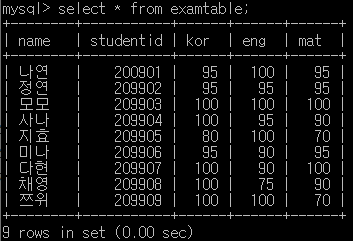 mysql> select * from examtable;
+--------+-----------+------+------+------+
| name | studentid | kor | eng | mat |
+--------+-----------+------+------+------+
| 나연 | 209901 | 95 | 100 | 95 |
| 정연 | 209902 | 95 | 95 | 95 |
| 모모 | 209903 | 100 | 100 | 100 |
| 사나 | 209904 | 100 | 95 | 90 |
| 지효 | 209905 | 80 | 100 | 70 |
| 미나 | 209906 | 95 | 90 | 95 |
| 다현 | 209907 | 100 | 90 | 100 |
| 채영 | 209908 | 100 | 75 | 90 |
| 쯔위 | 209909 | 100 | 100 | 70 |
+--------+-----------+------+------+------+
9 rows in set (0.00 sec)